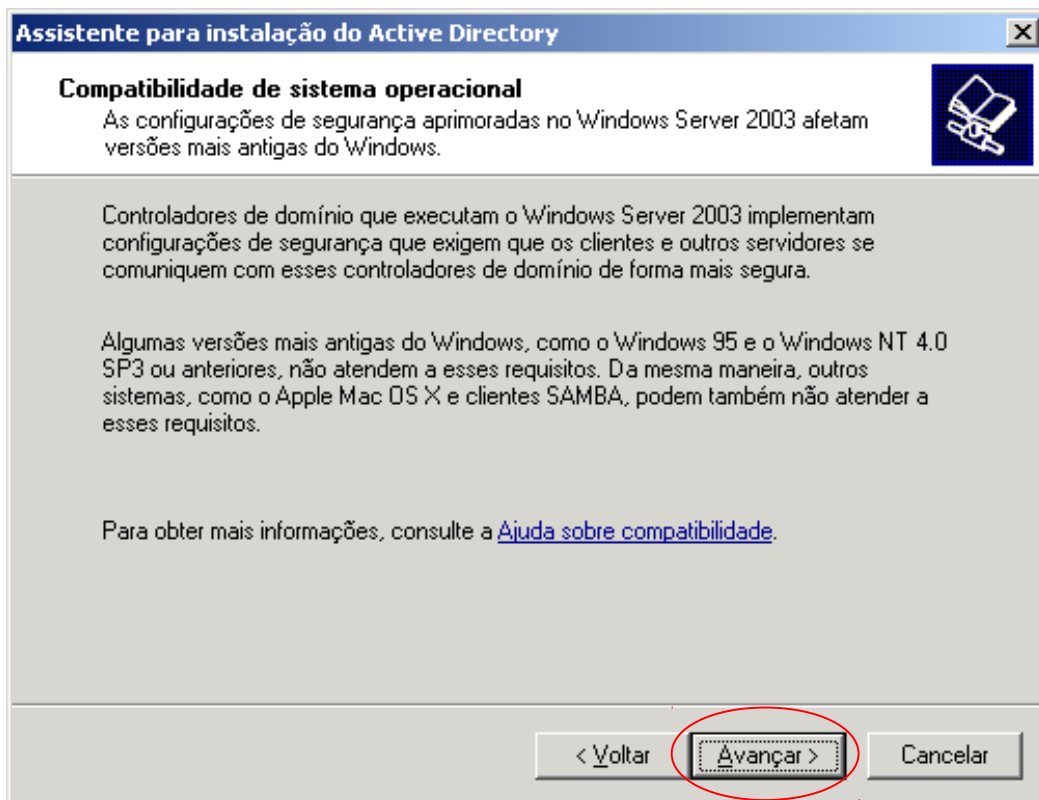 Assistente para instalação do Active Directory
Compatibilidade de sistema operacional
As configurações de segurança aprimoradas no Windows Server 2003 afetam
versões mais antigas do Windows.
Controladores de domínio que executam o Windows Server 2003 implementam
configurações de segurança que exigem que os clientes e outros servidores se
comuniquem com esses controladores de domínio de forma mais segura.
Algumas versões mais antigas do Windows, como o Windows 95 e o Windows NT 4.0
SP3 ou anteriores, não atendem a esses requisitos. Da mesma maneira, outros
sistemas, como o Apple Mac OS X e clientes SAMBA, podem também não atender a
esses requisitos.
Para obter mais informações, consulte a Ajuda sobre compatibilidade.
< Voltar Avançar > Cancelar